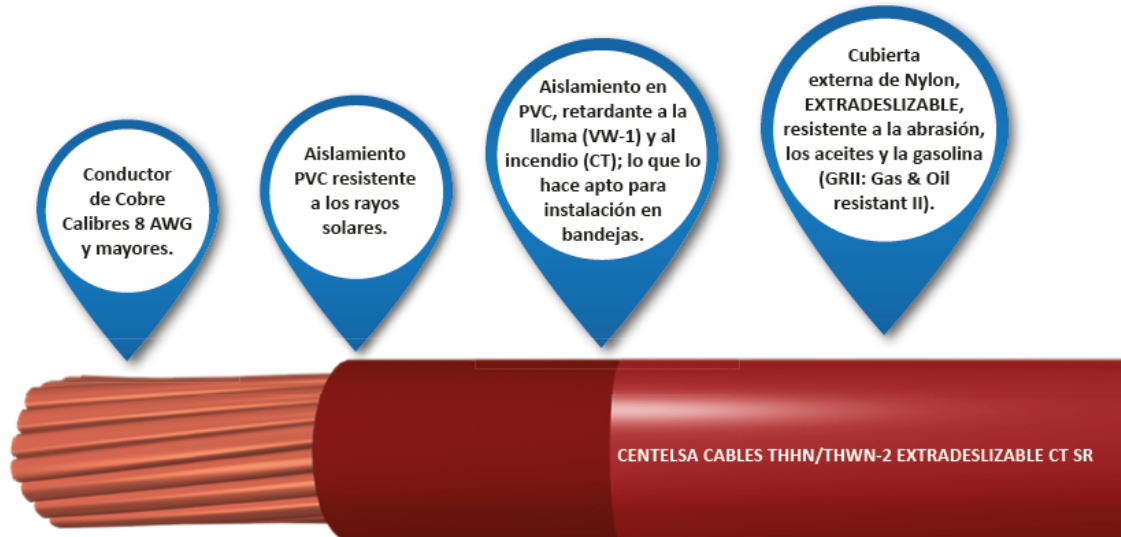 Conductor
de Cobre
Calibres 8 AWG
y mayores.
Aislamiento
PVC resistente
a los rayos
solares.
Aislamiento en
PVC, retardante a la
llama (VW-1) y al
incendio (CT); lo que lo
hace apto para
instalación en
bandejas.
Cubierta
externa de Nylon,
EXTRADESLIZABLE,
resistente a la abrasión,
los aceites y la gasolina
(GRII: Gas & Oil
resistant II).
CENTELSA CABLES THHN/THWN-2 EXTRADESLIZABLE CT SR